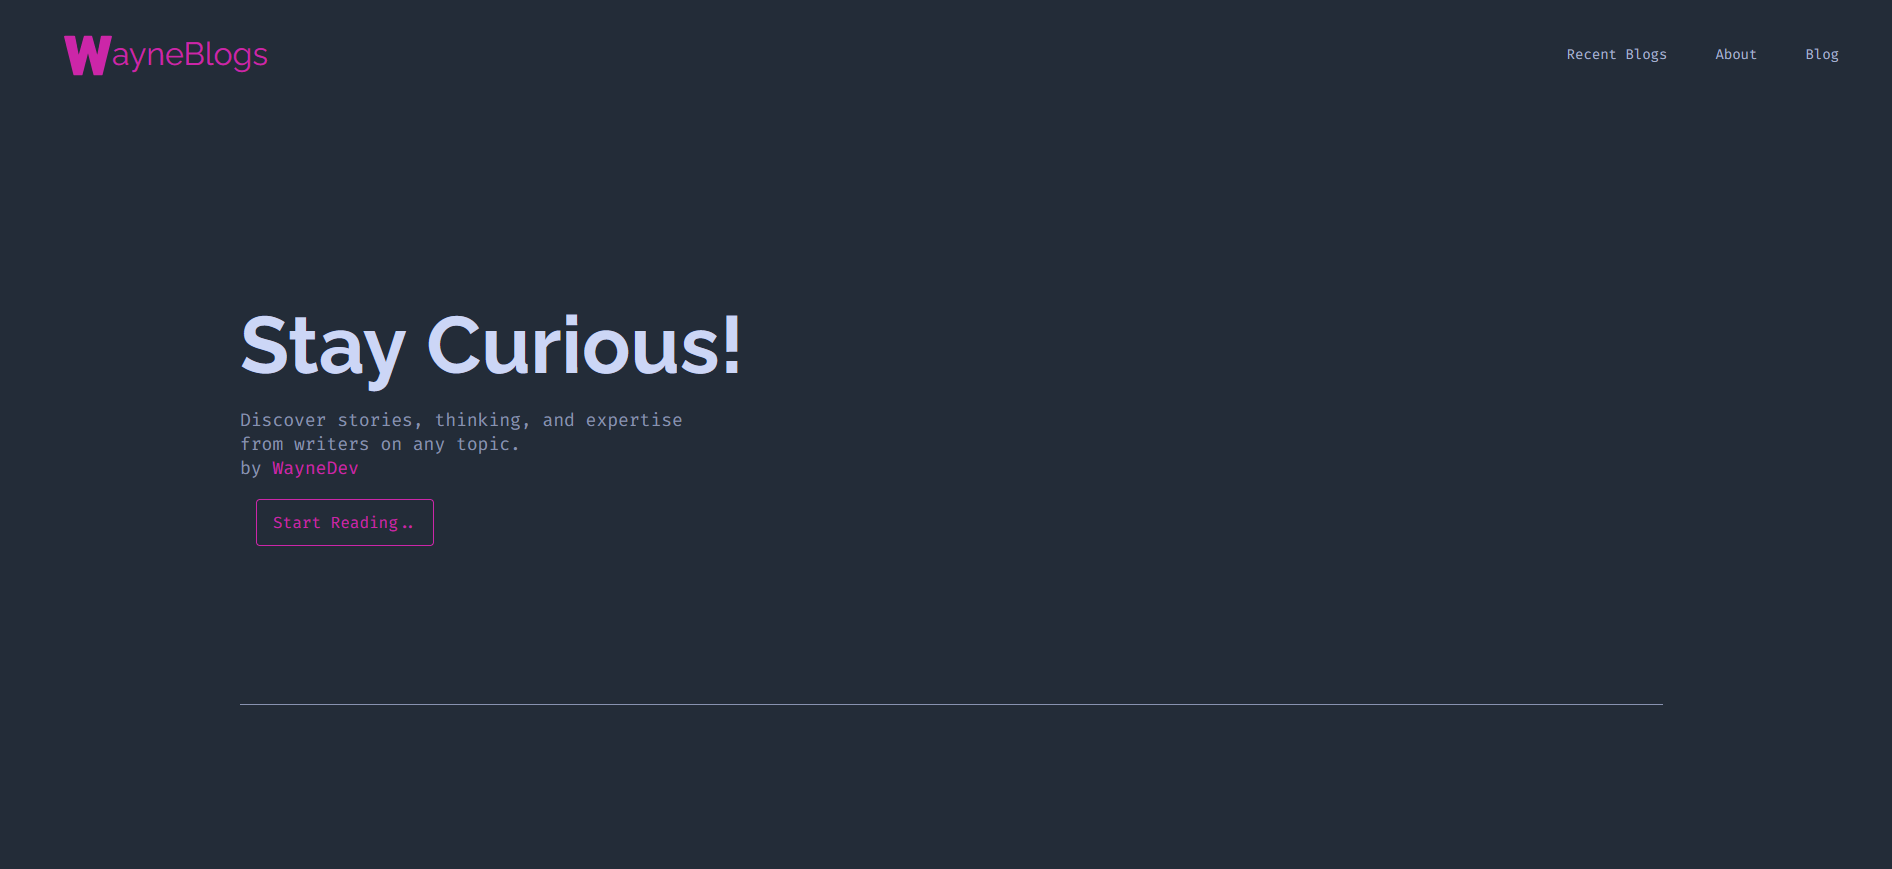 WayneBlogs
Recent Blogs
About
Blog
Stay Curious!
Discover stories, thinking, and expertise
from writers on any topic.
by WayneDev
Start Reading..